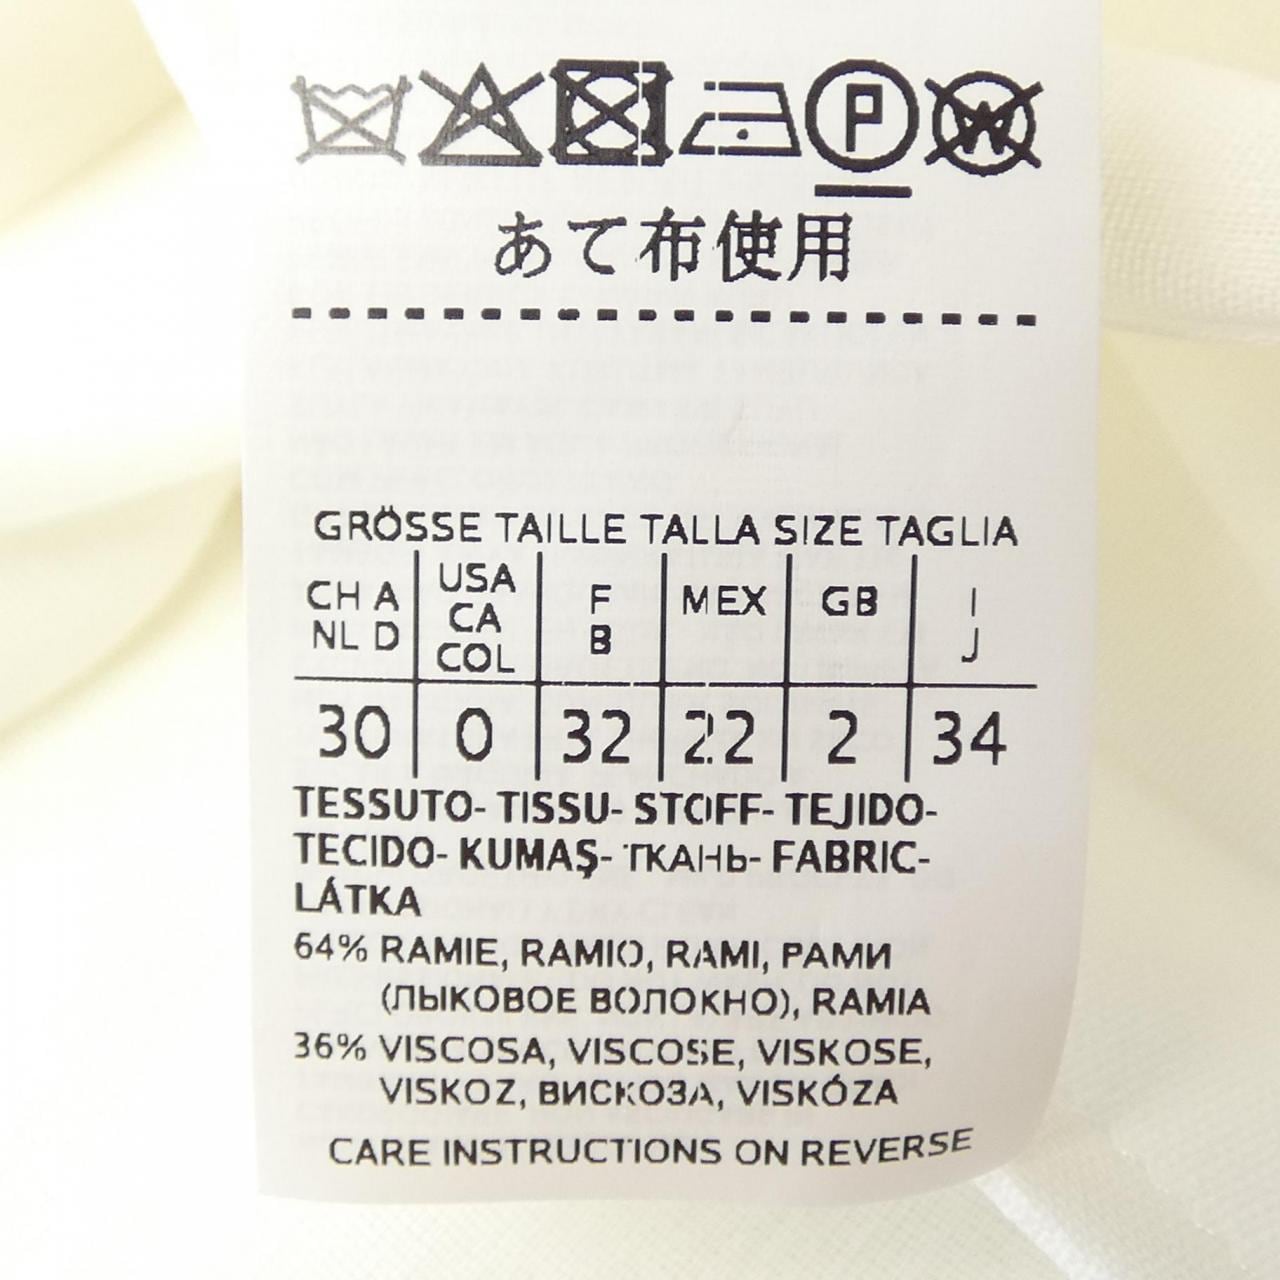 P W
あて布使用
GRÖSSE TAILLE TALLA SIZE TAGLIA
CH A NL D USA CA COL F B MEX GB I J
30 0 32 22 2 34
TESSUTO- TISSU- STOFF- TEJIDO-
TECIDO- KUMAŞ- ТКАНЬ- FABRIC-
LÁTKA
64% RAMIE, RAMIO, RAMI, РАМИ
(ЛЫКОВОЕ ВОЛОКНО), RAMIA
36% VISCOSA, VISCOSE, VISKOSE,
VISKOZ, ВИСКОЗА, VISKÓZA
CARE INSTRUCTIONS ON REVERSE